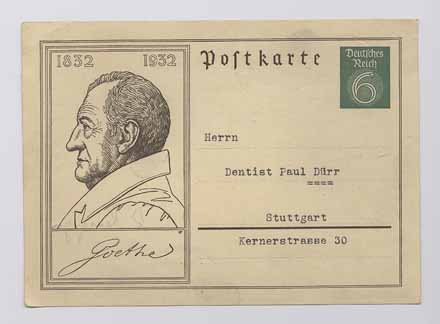 1832 1932
Goethe
Poſtkarte
Deutſches
Reich
6
Herrn
Dentist Paul Dürr
====
Stuttgart
Kernerstrasse 30